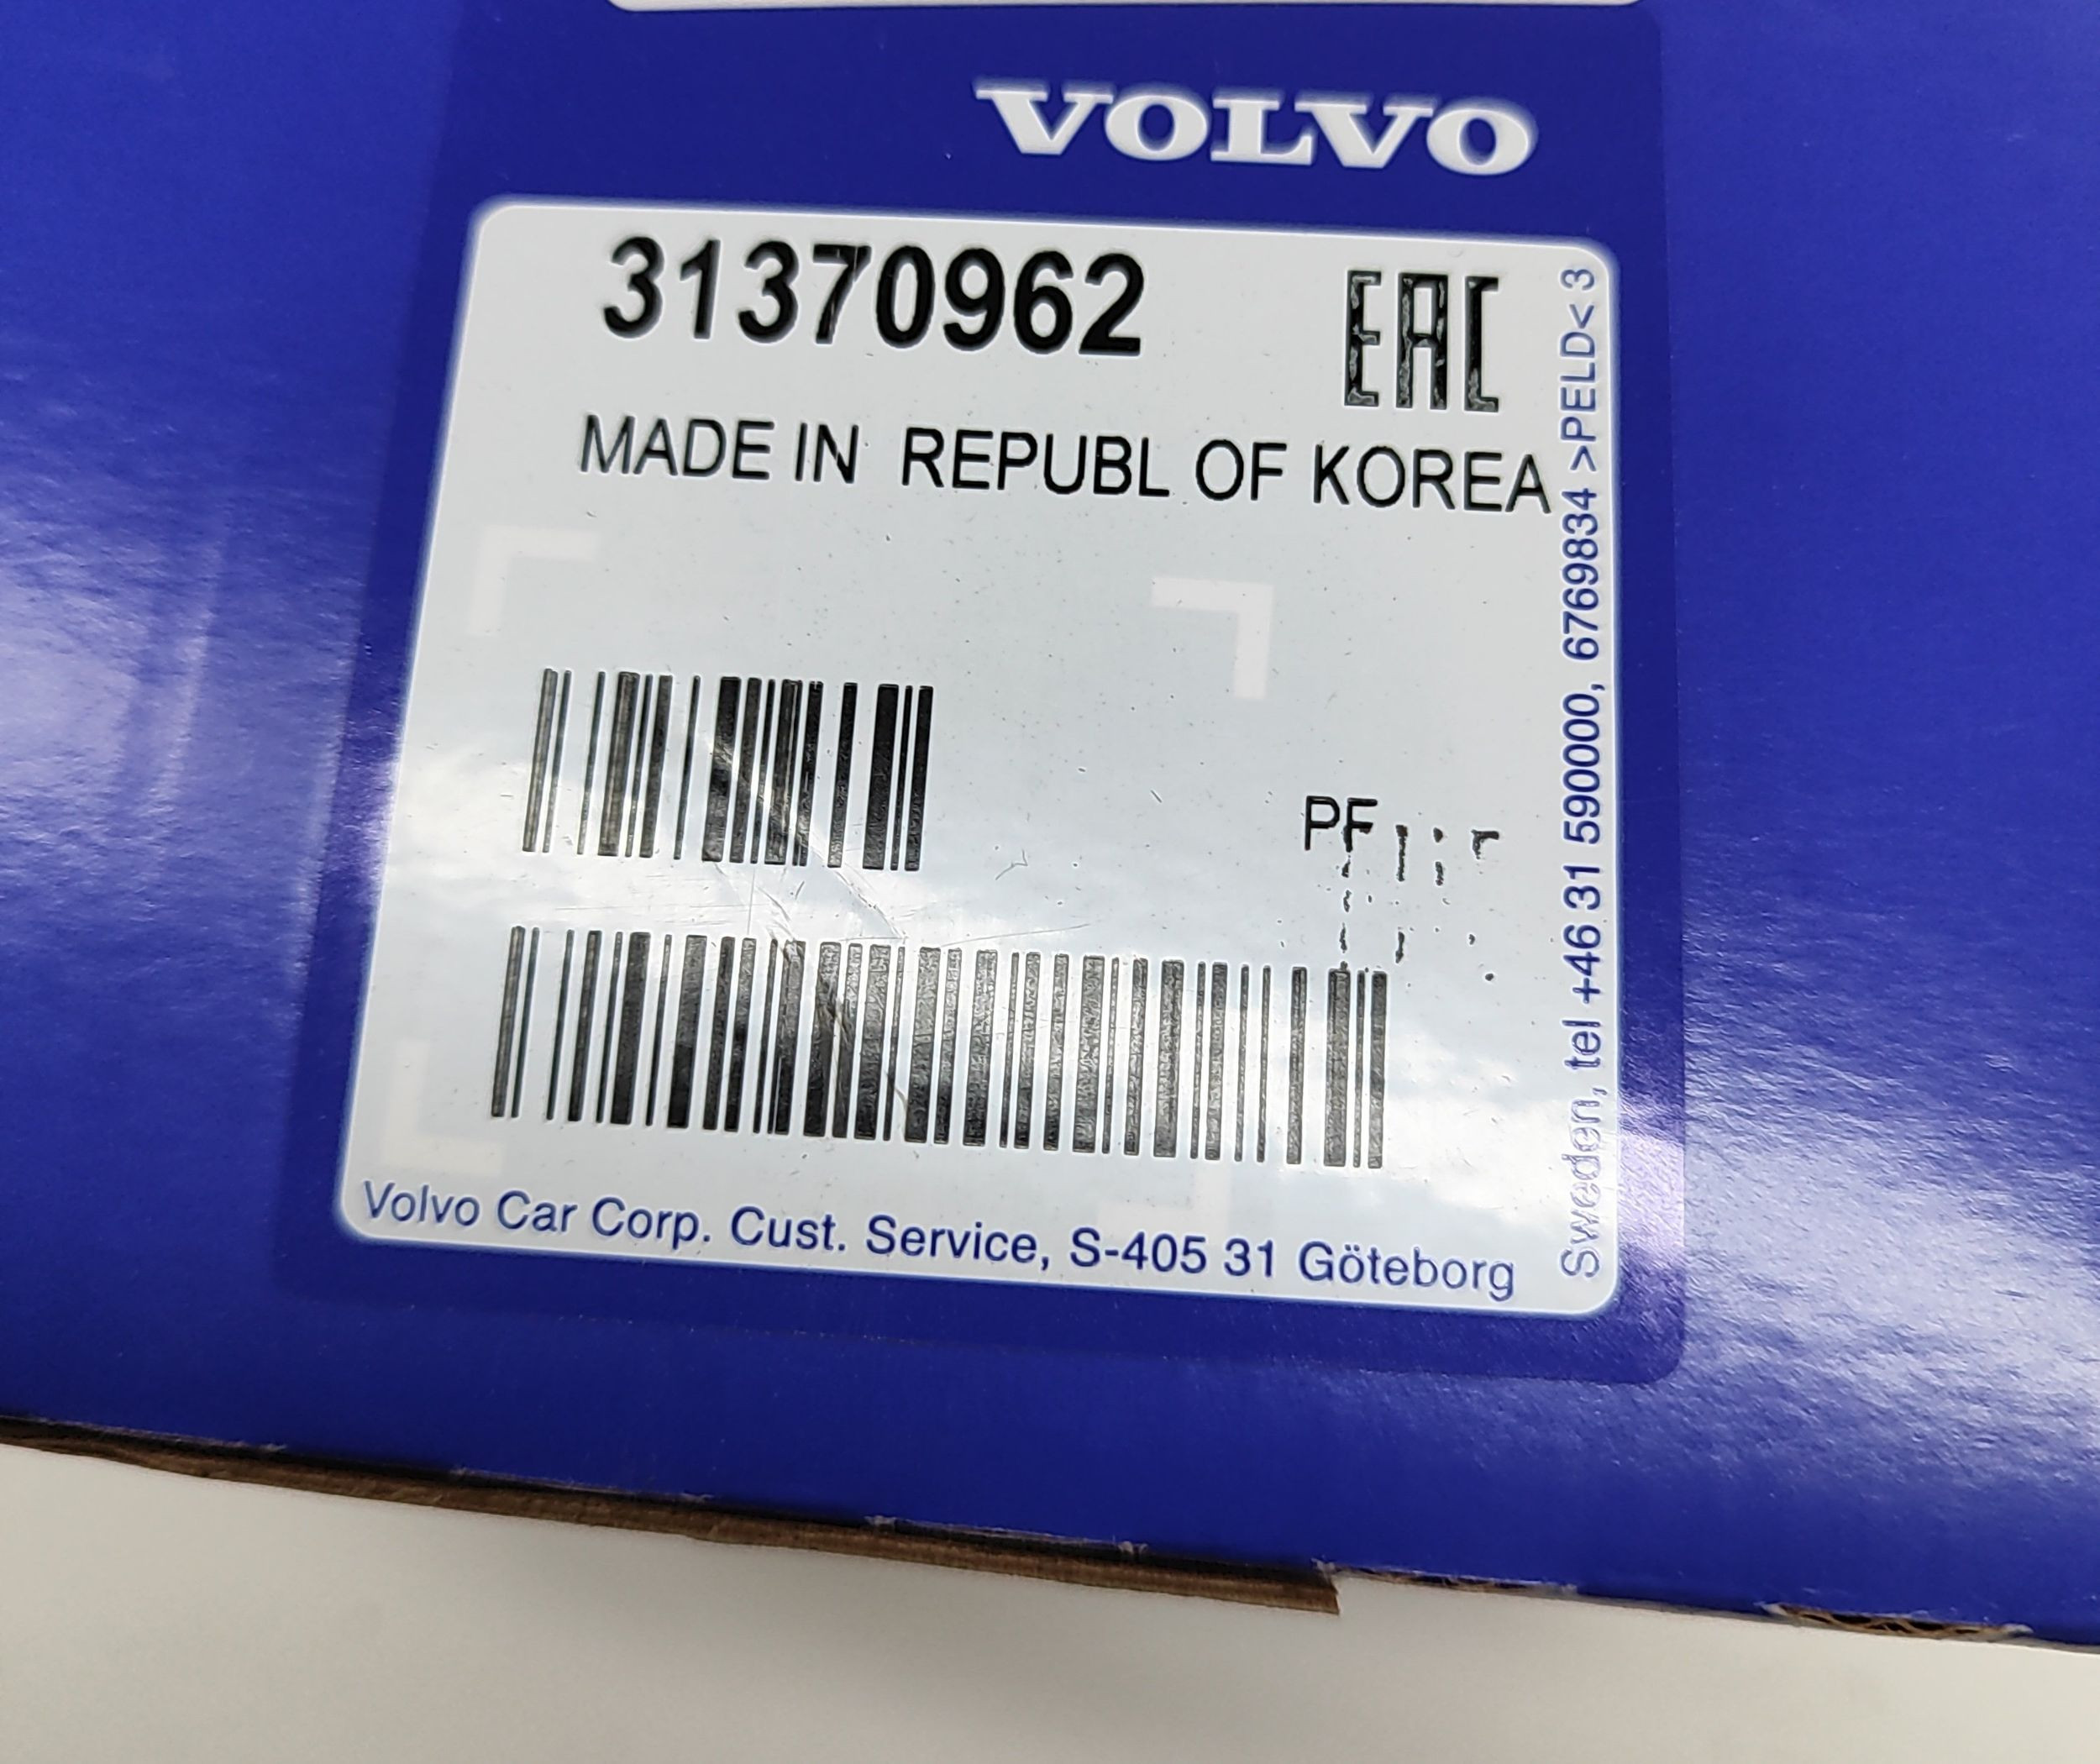 VOLVO
31370962
EAC
MADE IN REPUBL OF KOREA
PF
Volvo Car Corp. Cust. Service, S-405 31 Göteborg
Sweden, tel +46 31 590000, 6769834 >PELD< 3